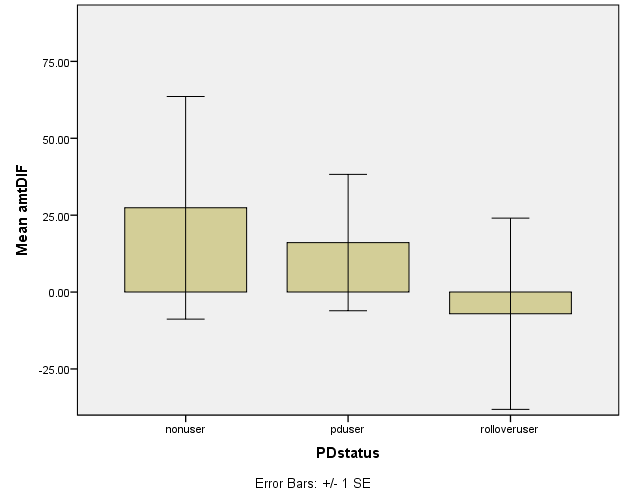 Mean amtDIF
75.00
50.00
25.00
0.00
-25.00
nonuser
pduser
rolloveruser
PDstatus
Error Bars: +/- 1 SE